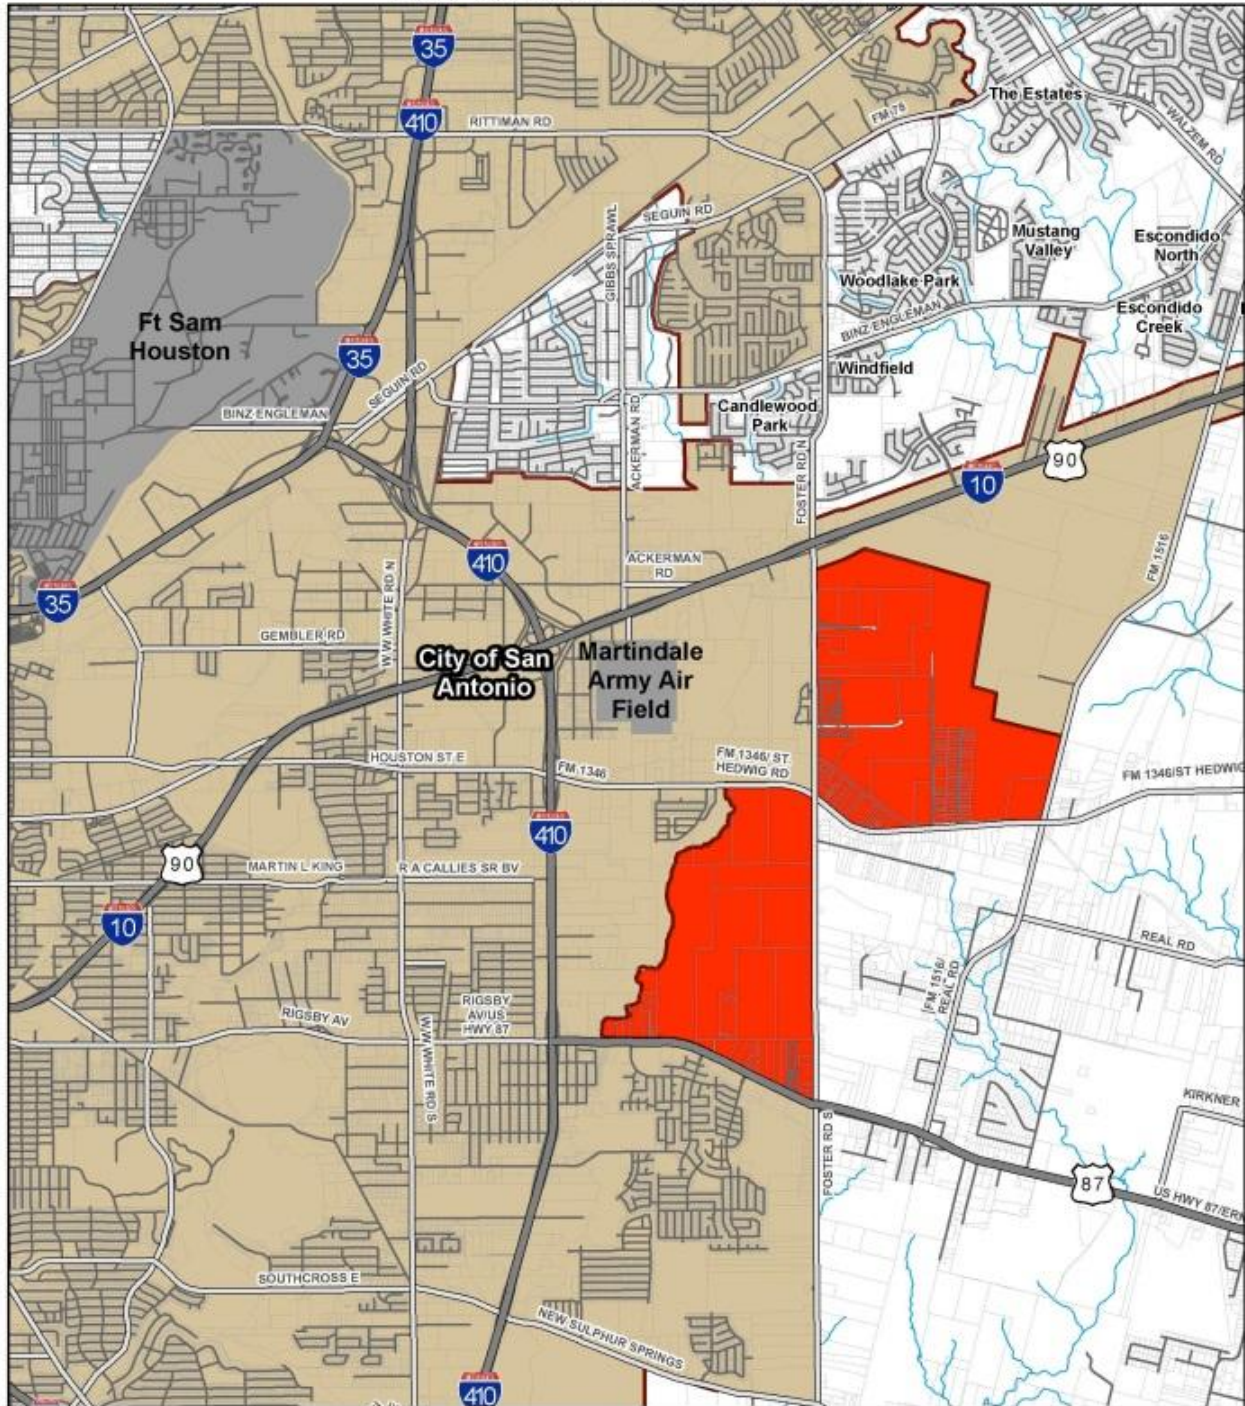 35
410
RITTIMAN RD
FM 78
The Estates
WALZEM RD
SEGUIN RD
GIBBS SPRAWL
Mustang
Valley
Escondido
North
Woodlake Park
Ft Sam
Houston
BINZ ENGLEMAN
Escondido
Creek
35
SEGUIN RD
Windfield
BINZ ENGLEMAN
ACKERMAN RD
Candlewood
Park
FOSTER RD N
90
10
410
ACKERMAN
RD
FM 1516
35
W.W. WHITE RD N
GEMBLER RD
City of San
Antonio
Martindale
Army Air
Field
HOUSTON ST E
FM 1346
FM 1346/ ST
HEDWIG RD
FM 1346/ST HEDWIG
410
90
MARTIN L KING
R A CALLIES SR BV
10
REAL RD
FM 1516/
REAL RD
RIGSBY AV
RIGSBY
AV/US
HWY 87
W.W. WHITE RD S
KIRKNER
FOSTER RD S
87
US HWY 87/
SOUTHCROSS E
NEW SULPHUR SPRINGS
410